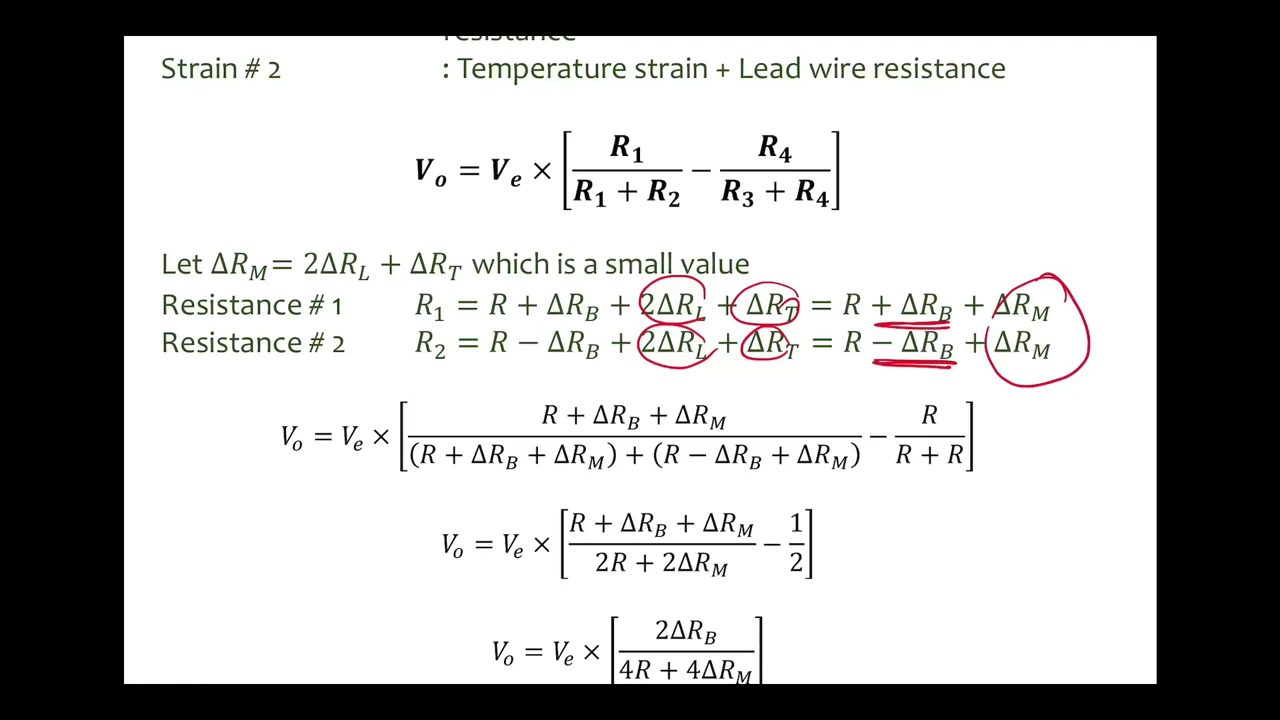 resistance
Strain # 2 : Temperature strain + Lead wire resistance
V_o = V_e × [R_1/(R_1 + R_2) − R_4/(R_3 + R_4)]
Let ΔR_M = 2ΔR_L + ΔR_T which is a small value
Resistance # 1 R_1 = R + ΔR_B + 2ΔR_L + ΔR_T = R + ΔR_B + ΔR_M
Resistance # 2 R_2 = R − ΔR_B + 2ΔR_L + ΔR_T = R − ΔR_B + ΔR_M
V_o = V_e × [(R + ΔR_B + ΔR_M)/((R + ΔR_B + ΔR_M) + (R − ΔR_B + ΔR_M)) − R/(R + R)]
V_o = V_e × [(R + ΔR_B + ΔR_M)/(2R + 2ΔR_M) − 1/2]
V_o = V_e × [2ΔR_B/(4R + 4ΔR_M)]